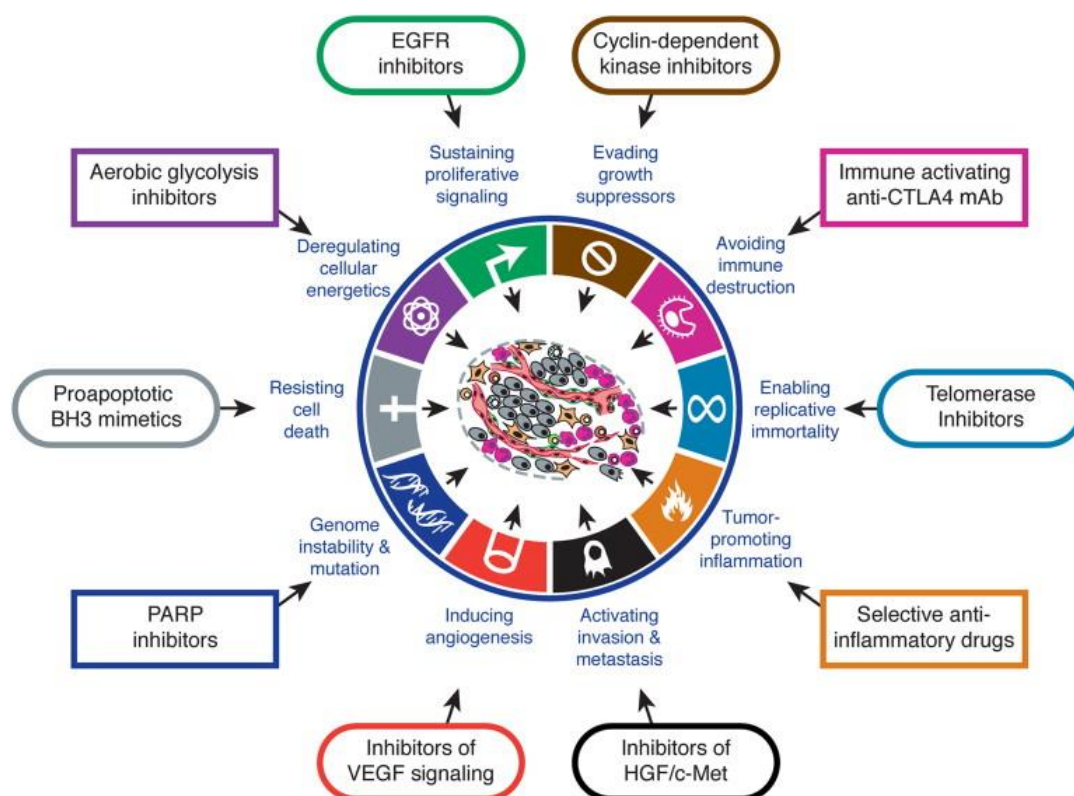 EGFR
inhibitors
Cyclin-dependent
kinase inhibitors
Sustaining
proliferative
signaling
Evading
growth
suppressors
Aerobic glycolysis
inhibitors
Immune activating
anti-CTLA4 mAb
Deregulating
cellular
energetics
Avoiding
immune
destruction
Proapoptotic
BH3 mimetics
Resisting
cell
death
Enabling
replicative
immortality
Telomerase
Inhibitors
Genome
instability &
mutation
Tumor-
promoting
inflammation
PARP
inhibitors
Inducing
angiogenesis
Activating
invasion &
metastasis
Selective anti-
inflammatory drugs
Inhibitors of
VEGF signaling
Inhibitors of
HGF/c-Met